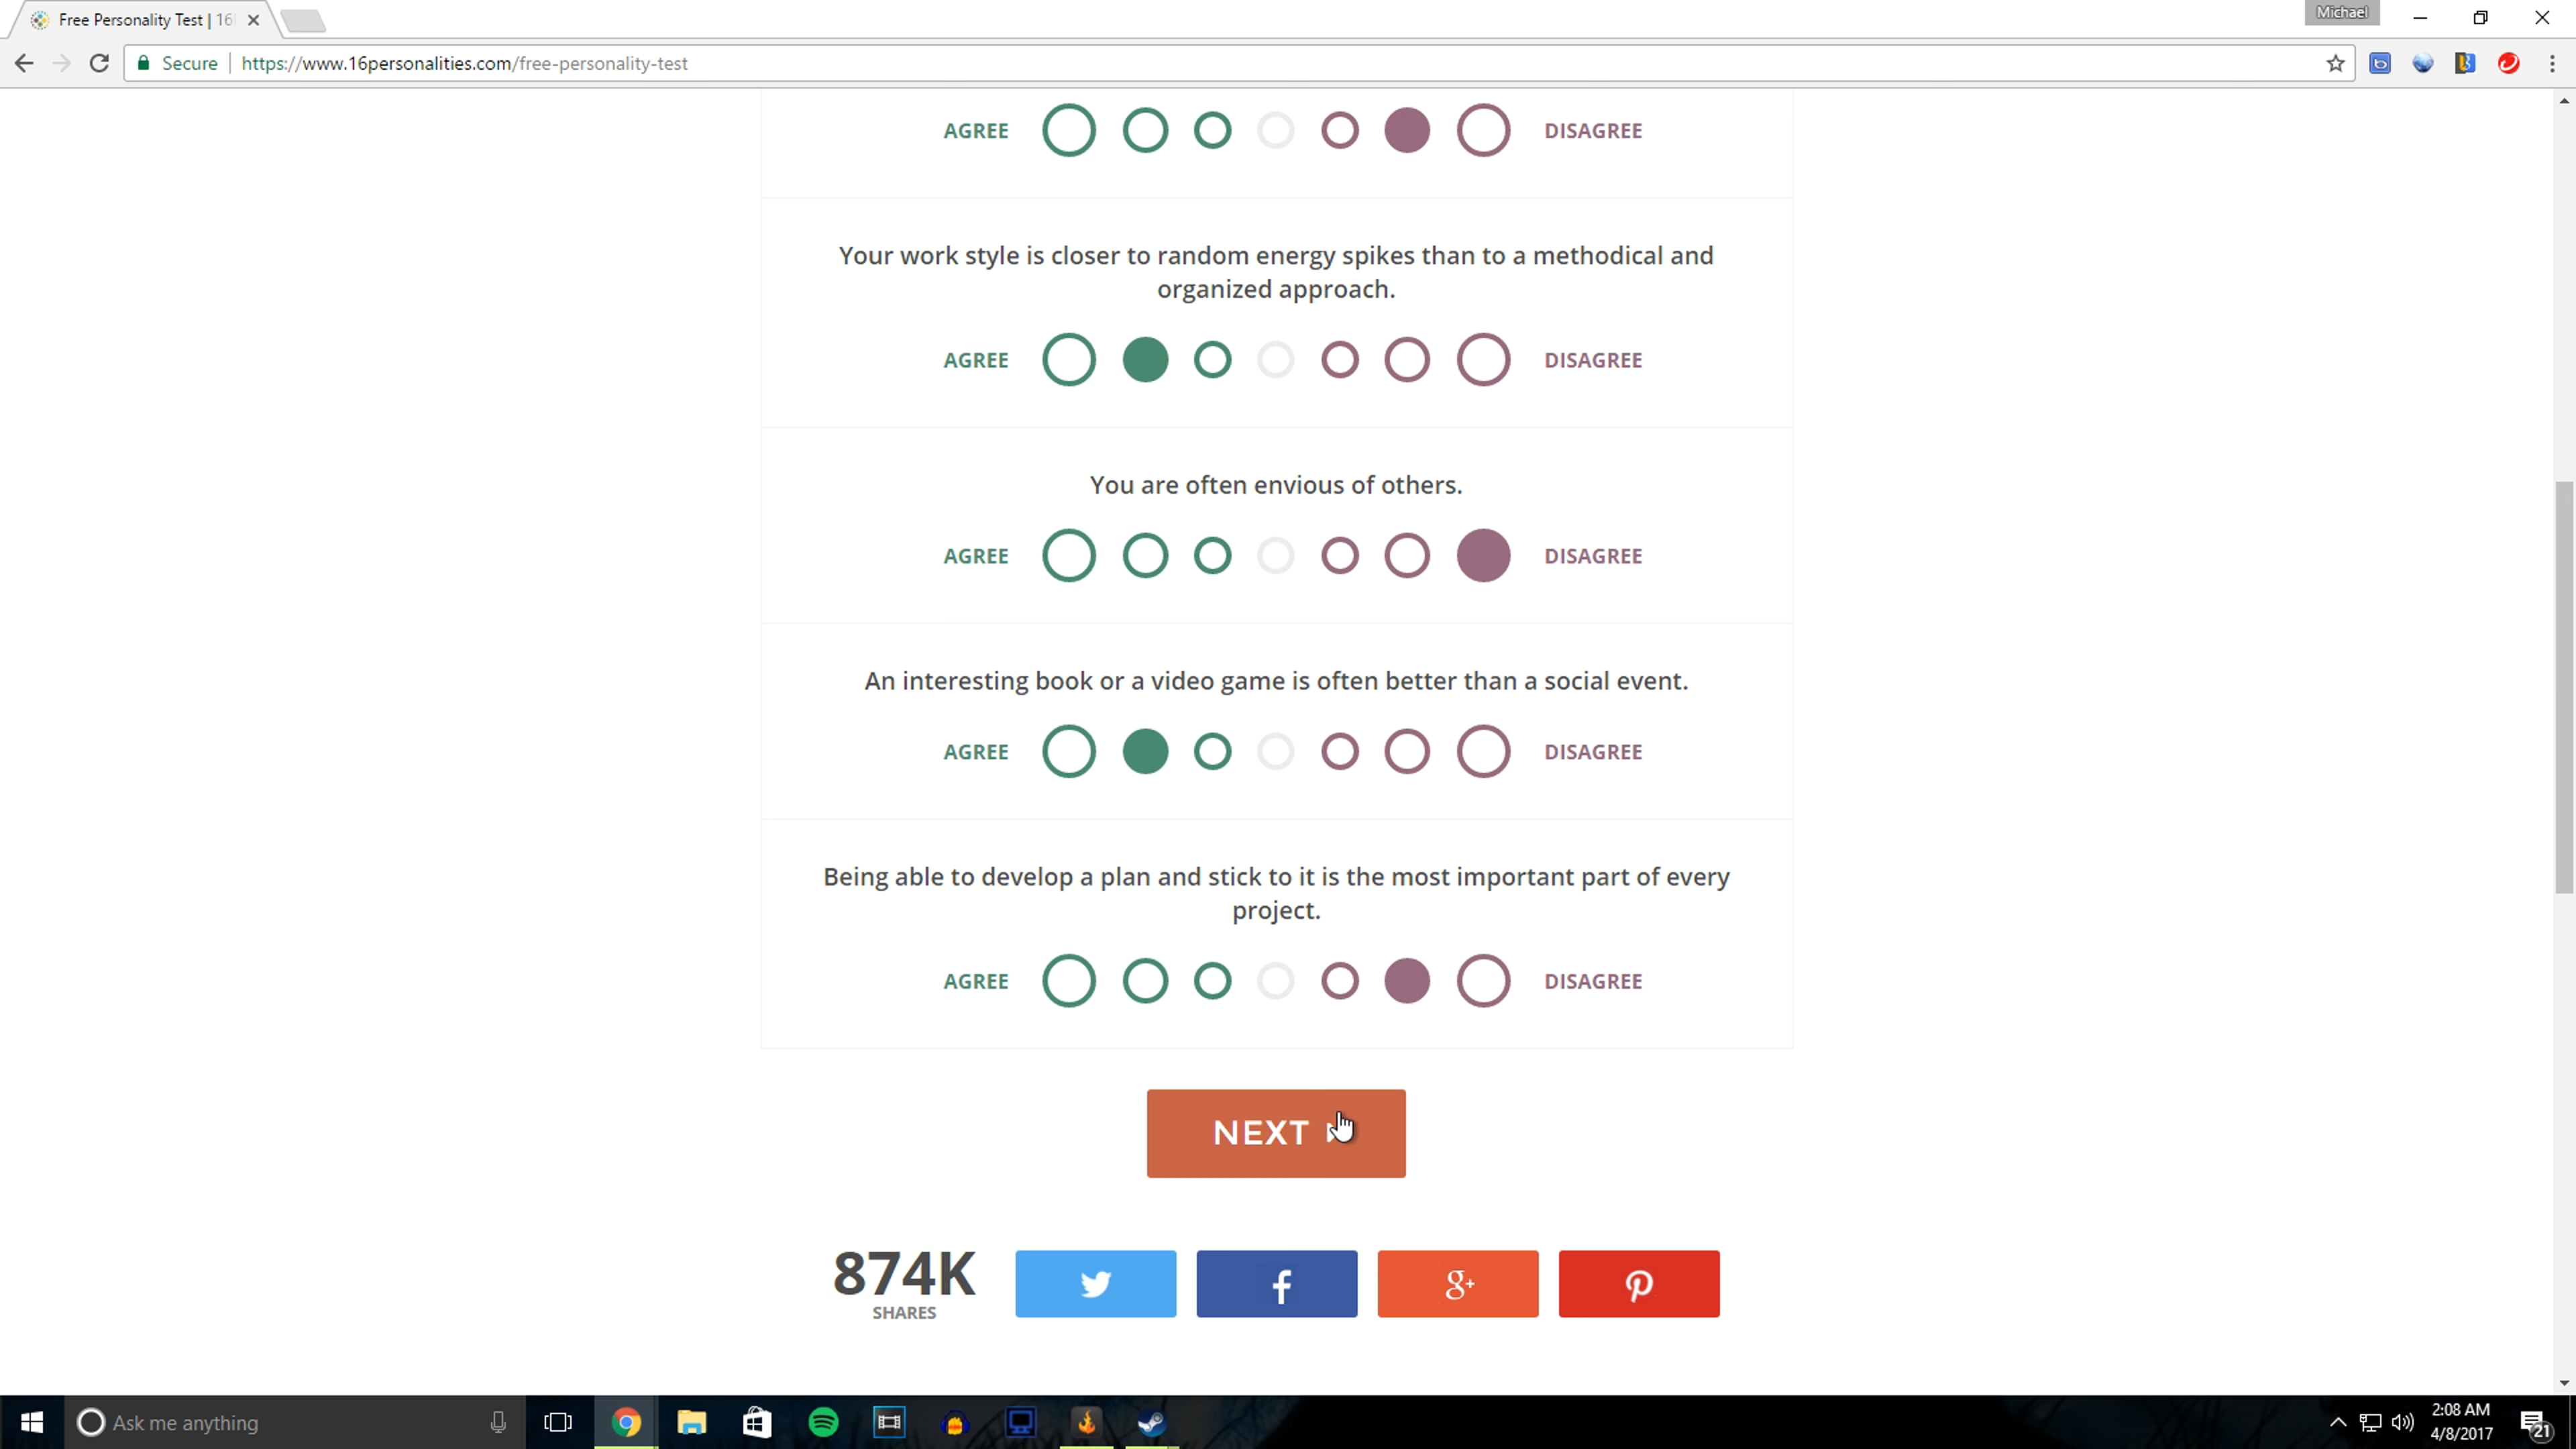 Free Personality Test | 16
Michael
Secure
https://www.16personalities.com/free-personality-test
AGREE DISAGREE
Your work style is closer to random energy spikes than to a methodical and
organized approach.
AGREE DISAGREE
You are often envious of others.
AGREE DISAGREE
An interesting book or a video game is often better than a social event.
AGREE DISAGREE
Being able to develop a plan and stick to it is the most important part of every
project.
AGREE DISAGREE
NEXT
874K
SHARES
Ask me anything
2:08 AM
4/8/2017
21